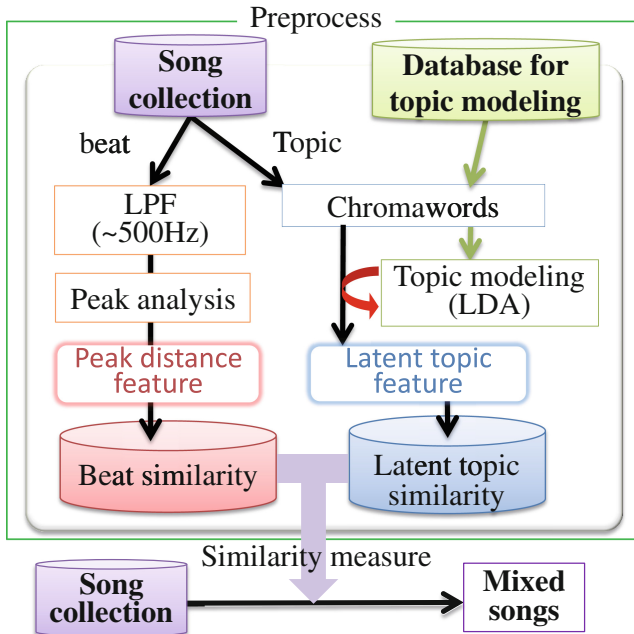 Preprocess
Song
collection
Database for
topic modeling
beat
Topic
LPF
(~500Hz)
Chromawords
Peak analysis
Topic modeling
(LDA)
Peak distance
feature
Latent topic
feature
Beat similarity
Latent topic
similarity
Similarity measure
Song
collection
Mixed
songs